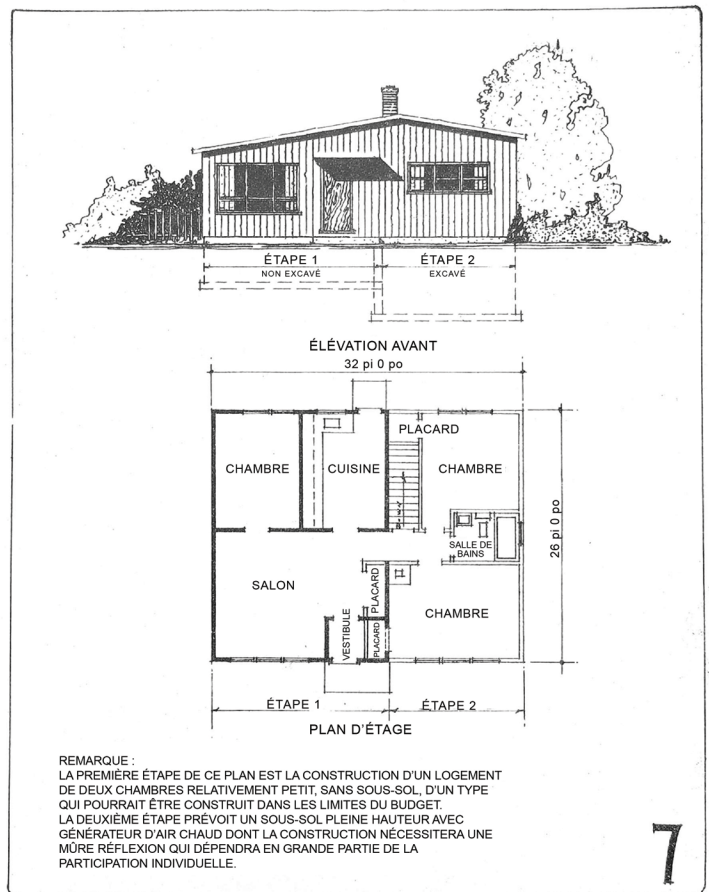 ÉTAPE 1
NON EXCAVÉ
ÉTAPE 2
EXCAVÉ
ÉLÉVATION AVANT
32 pi 0 po
PLACARD
CHAMBRE
CUISINE
CHAMBRE
26 pi 0 po
SALLE DE
BAINS
SALON
PLACARD
CHAMBRE
VESTIBULE
PLACARD
ÉTAPE 1
ÉTAPE 2
PLAN D’ÉTAGE
REMARQUE :
LA PREMIÈRE ÉTAPE DE CE PLAN EST LA CONSTRUCTION D’UN LOGEMENT
DE DEUX CHAMBRES RELATIVEMENT PETIT, SANS SOUS-SOL, D’UN TYPE
QUI POURRAIT ÊTRE CONSTRUIT DANS LES LIMITES DU BUDGET.
LA DEUXIÈME ÉTAPE PRÉVOIT UN SOUS-SOL PLEINE HAUTEUR AVEC
GÉNÉRATEUR D’AIR CHAUD DONT LA CONSTRUCTION NÉCESSITERA UNE
MÛRE RÉFLEXION QUI DÉPENDRA EN GRANDE PARTIE DE LA
PARTICIPATION INDIVIDUELLE.
7